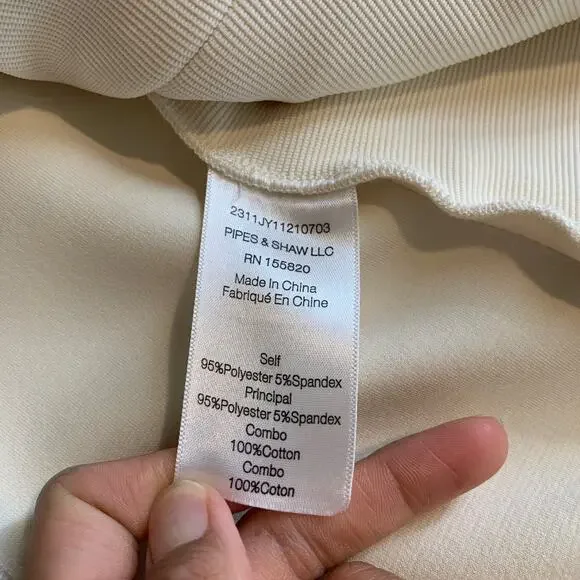 2311JY11210703
PIPES & SHAW LLC
RN 155820
Made In China
Fabriqué En Chine
Self
95%Polyester 5%Spandex
Principal
95%Polyester 5%Spandex
Combo
100%Cotton
Combo
100%Coton